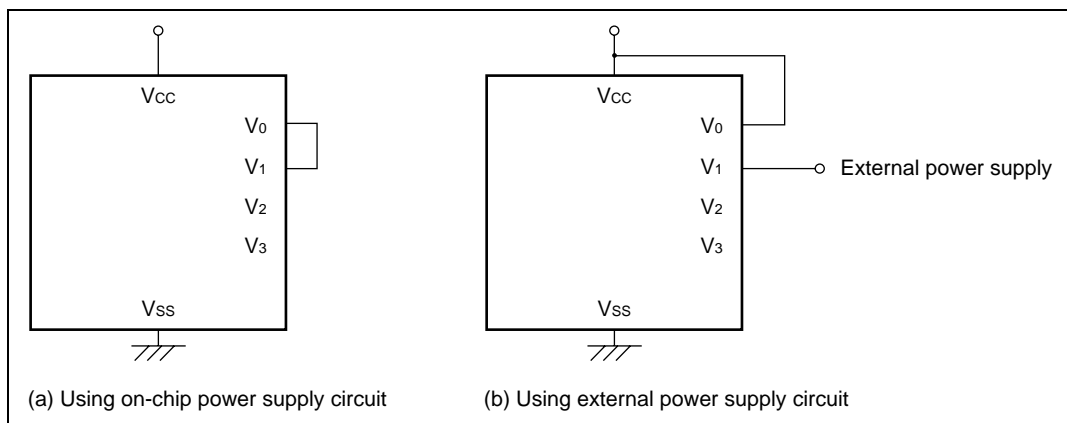 VCC
V0
V1
V2
V3
VSS
(a) Using on-chip power supply circuit
VCC
V0
V1
External power supply
V2
V3
VSS
(b) Using external power supply circuit